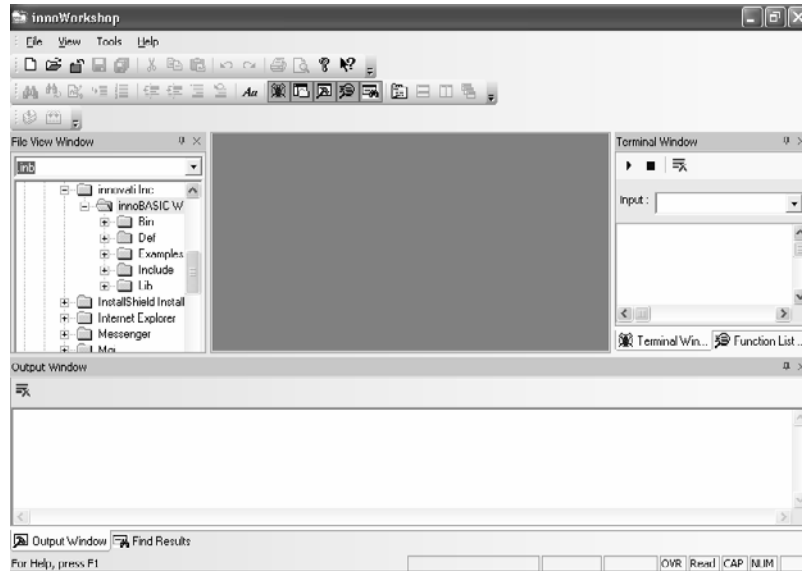 innoWorkshop
File View Tools Help
Aa
File View Window
inb
innovati Inc
innoBASIC W
Bin
Def
Examples
Include
Lib
InstallShield Install
Internet Explorer
Messenger
Terminal Window
Input :
Terminal Win... Function List ..
Output Window
Output Window Find Results
For Help, press F1
OVR Read CAP NUM